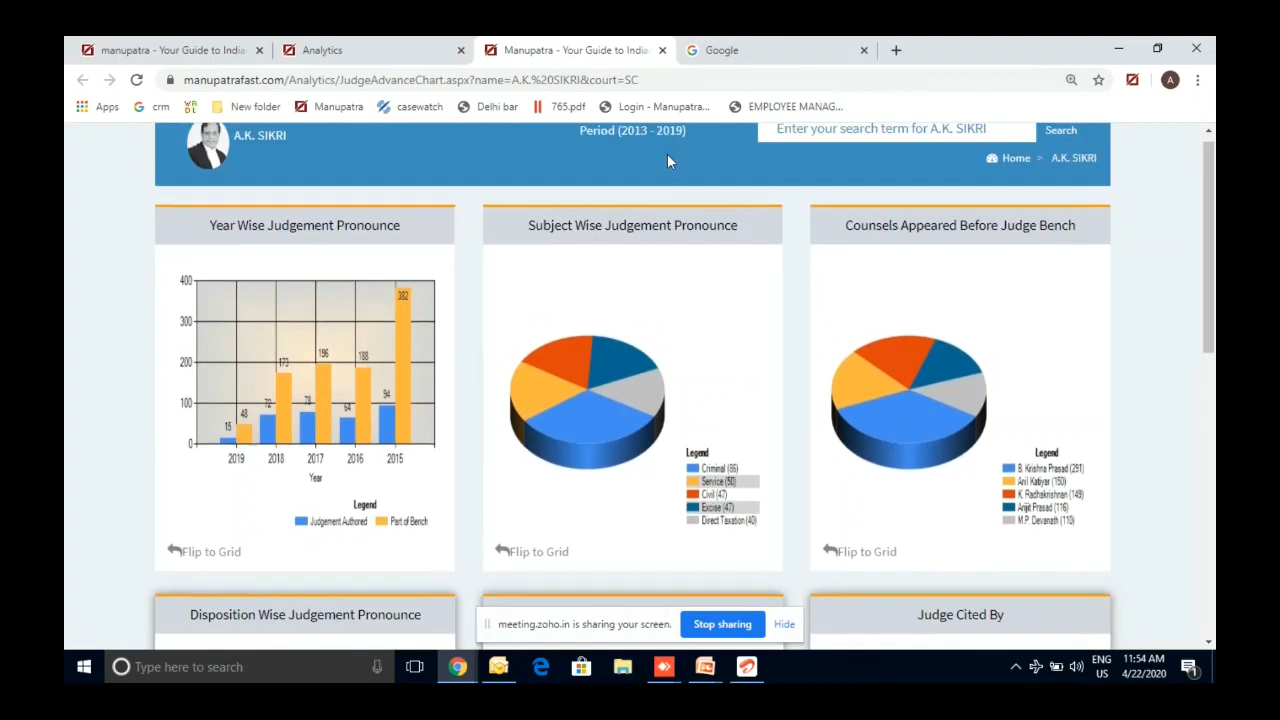 manupatra - Your Guide to India
Analytics
Manupatra - Your Guide to India
Google
manupatrafast.com/Analytics/JudgeAdvanceChart.aspx?name=A.K.%20SIKRI&court=SC
A
Apps
crm
New folder
Manupatra
casewatch
Delhi bar
765.pdf
Login - Manupatra...
EMPLOYEE MANAG...
A.K. SIKRI
Period (2013 - 2019)
Enter your search term for A.K. SIKRI
Search
Home > A.K. SIKRI
Year Wise Judgement Pronounce
400
300
200
100
0
15
48
72
173
78
196
64
188
94
382
2019 2018 2017 2016 2015
Year
Legend
Judgement Authored Part of Bench
Flip to Grid
Subject Wise Judgement Pronounce
Legend
Criminal (86)
Service (50)
Civil (47)
Excise (47)
Direct Taxation (40)
Flip to Grid
Counsels Appeared Before Judge Bench
Legend
B. Krishna Prasad (291)
Anil Katiyar (150)
K. Radhakrishnan (149)
Arijit Prasad (116)
M.P. Devanath (110)
Flip to Grid
Disposition Wise Judgement Pronounce
Judge Cited By
meeting.zoho.in is sharing your screen.
Stop sharing
Hide
Type here to search
ENG
US
11:54 AM
4/22/2020
1